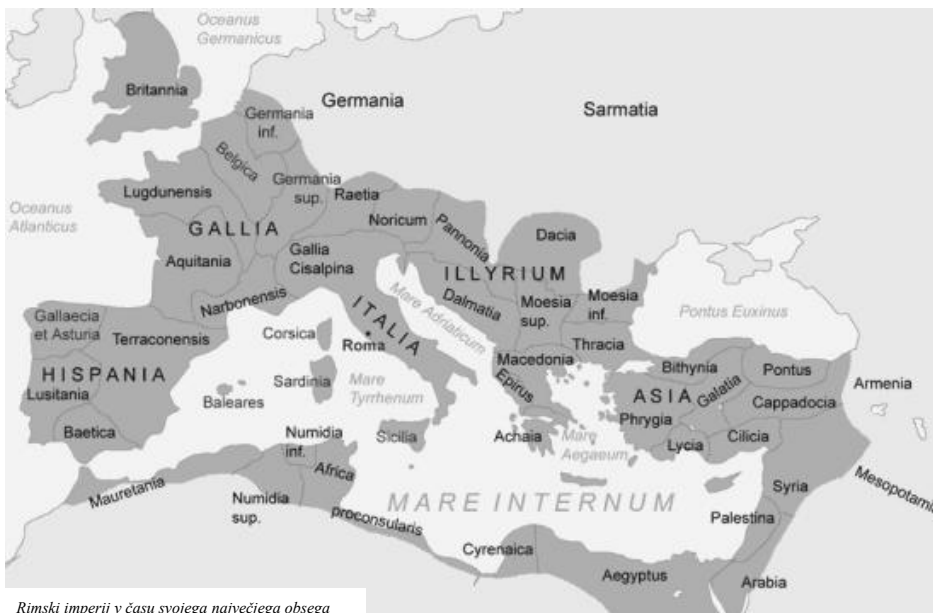 Oceanus
Germanicus
Britannia
Germania
Sarmatia
Germania
inf.
Belgica
Germania
sup.
Lugdunensis
Raetia
Oceanus
Atlanticus
Noricum
Pannonia
Dacia
GALLIA
Gallia
Cisalpina
Aquitania
ILLYRIUM
Narbonensis
ITALIA
Mare Adriaticum
Dalmatia
Moesia
sup.
Moesia
inf.
Pontus Euxinus
Gallaecia
et Asturia
Terraconensis
Corsica
Roma
Thracia
Macedonia
Epirus
Bithynia
Pontus
Armenia
HISPANIA
Lusitania
Sardinia
Mare
Tyrrhenum
Baleares
ASIA
Galatia
Cappadocia
Phrygia
Baetica
Numidia
inf.
Sicilia
Achaia
Mare
Aegaeum
Lycia
Cilicia
Africa
proconsularis
Mauretania
Numidia
sup.
MARE INTERNUM
Syria
Palestina
Cyrenaica
Aegyptus
Arabia
Rimski imperij v času svojega največjega obsega